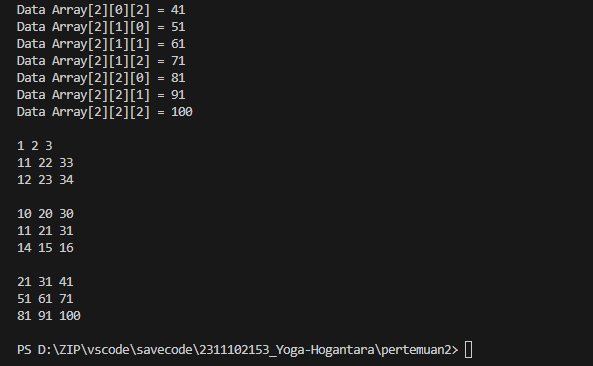 Data Array[2][0][2] = 41
Data Array[2][1][0] = 51
Data Array[2][1][1] = 61
Data Array[2][1][2] = 71
Data Array[2][2][0] = 81
Data Array[2][2][1] = 91
Data Array[2][2][2] = 100
1 2 3
11 22 33
12 23 34
10 20 30
11 21 31
14 15 16
21 31 41
51 61 71
81 91 100
PS D:\ZIP\vscode\savecode\2311102153_Yoga-Hogantara\pertemuan2>